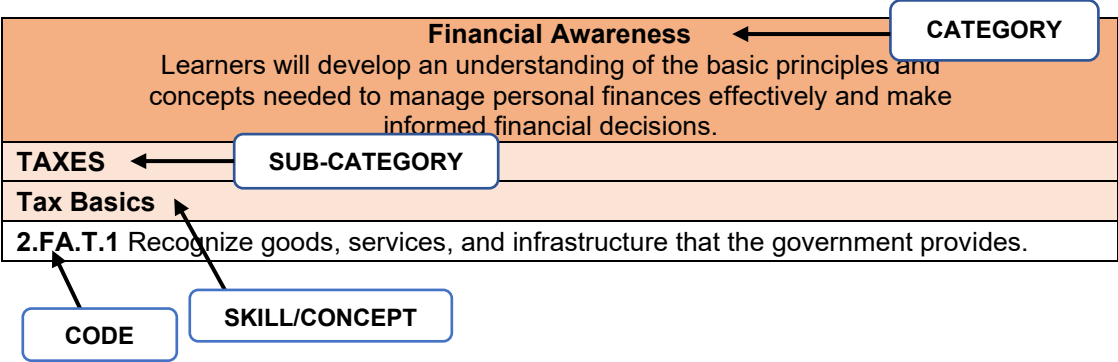 Financial Awareness
CATEGORY
Learners will develop an understanding of the basic principles and
concepts needed to manage personal finances effectively and make
informed financial decisions.
TAXES
SUB-CATEGORY
Tax Basics
2.FA.T.1 Recognize goods, services, and infrastructure that the government provides.
SKILL/CONCEPT
CODE